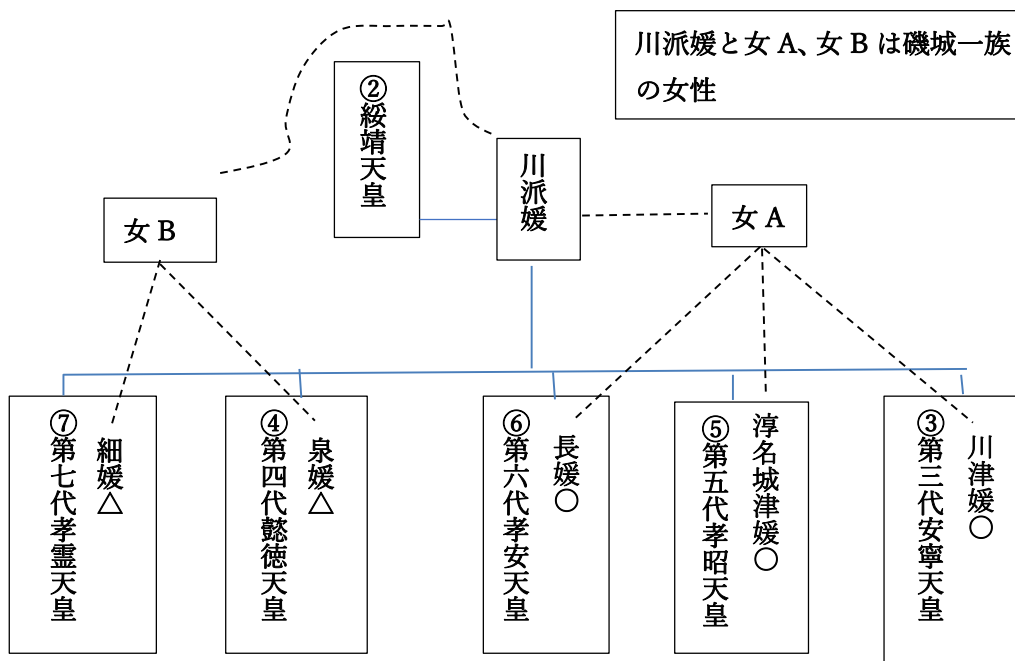 川派媛と女 A、女 B は磯城一族
の女性
②綏靖天皇
川派媛
女 A
女 B
川津媛○
③第三代安寧天皇
淳名城津媛○
⑤第五代孝昭天皇
長媛○
⑥第六代孝安天皇
泉媛△
④第四代懿徳天皇
細媛△
⑦第七代孝霊天皇